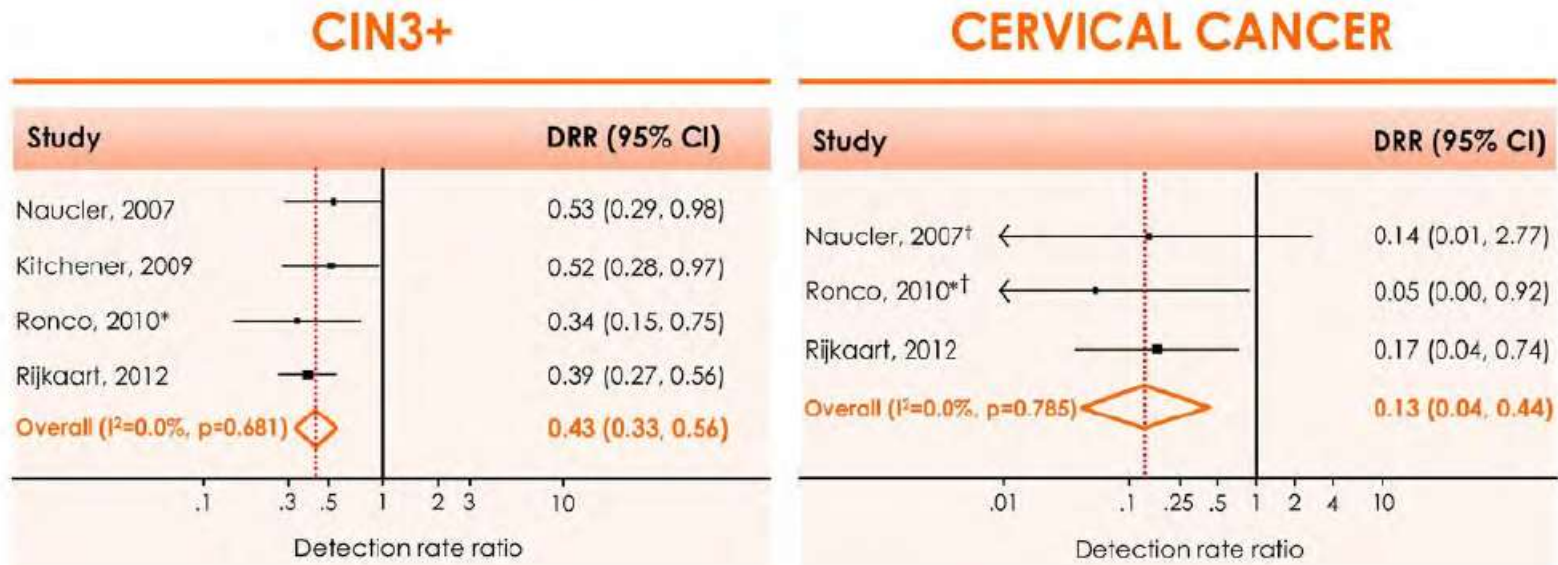 CIN3+
Study DRR (95% CI)
Naucler, 2007 0.53 (0.29, 0.98)
Kitchener, 2009 0.52 (0.28, 0.97)
Ronco, 2010* 0.34 (0.15, 0.75)
Rijkaart, 2012 0.39 (0.27, 0.56)
Overall (I²=0.0%, p=0.681) 0.43 (0.33, 0.56)
.1 .3 .5 1 2 3 10
Detection rate ratio
CERVICAL CANCER
Study DRR (95% CI)
Naucler, 2007† 0.14 (0.01, 2.77)
Ronco, 2010*† 0.05 (0.00, 0.92)
Rijkaart, 2012 0.17 (0.04, 0.74)
Overall (I²=0.0%, p=0.785) 0.13 (0.04, 0.44)
.01 .1 .25 .5 1 2 4 10
Detection rate ratio